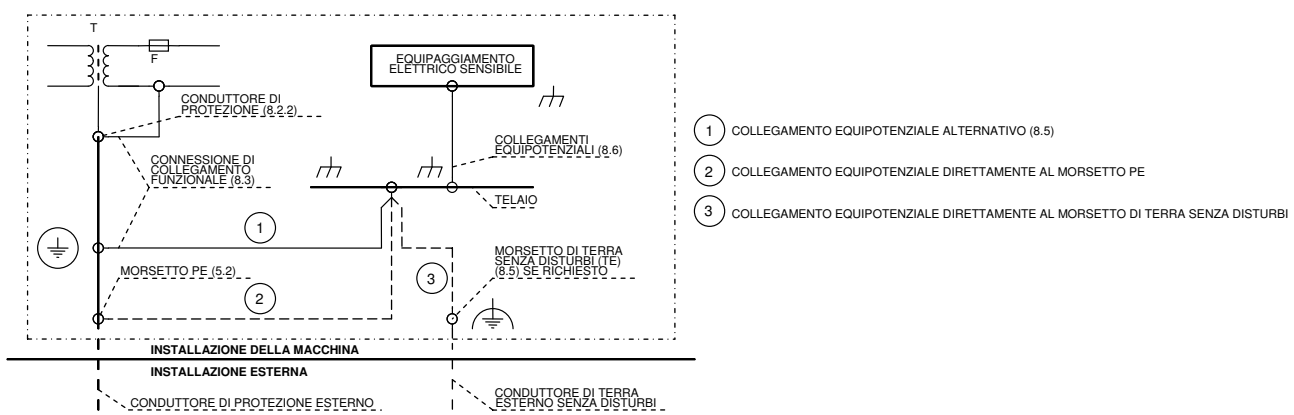 T
F
EQUIPAGGIAMENTO
ELETTRICO SENSIBILE
CONDUTTORE DI
PROTEZIONE (8.2.2)
COLLEGAMENTI
EQUIPOTENZIALI (8.6)
CONNESSIONE DI
COLLEGAMENTO
FUNZIONALE (8.3)
TELAIO
1
MORSETTO PE (5.2)
2
3
MORSETTO DI TERRA
SENZA DISTURBI (TE)
(8.5) SE RICHIESTO
INSTALLAZIONE DELLA MACCHINA
INSTALLAZIONE ESTERNA
CONDUTTORE DI PROTEZIONE ESTERNO
CONDUTTORE DI TERRA
ESTERNO SENZA DISTURBI
1 COLLEGAMENTO EQUIPOTENZIALE ALTERNATIVO (8.5)
2 COLLEGAMENTO EQUIPOTENZIALE DIRETTAMENTE AL MORSETTO PE
3 COLLEGAMENTO EQUIPOTENZIALE DIRETTAMENTE AL MORSETTO DI TERRA SENZA DISTURBI